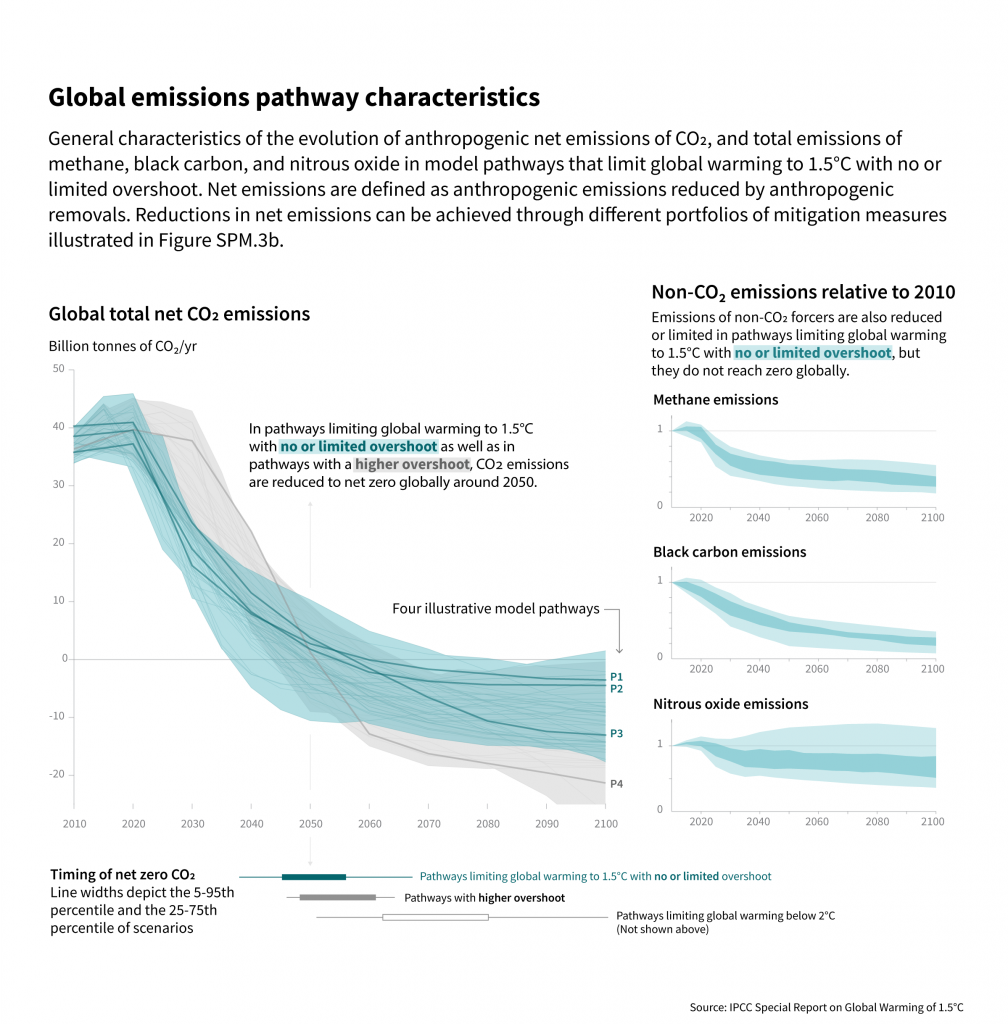 Global emissions pathway characteristics
General characteristics of the evolution of anthropogenic net emissions of CO₂, and total emissions of
methane, black carbon, and nitrous oxide in model pathways that limit global warming to 1.5°C with no or
limited overshoot. Net emissions are defined as anthropogenic emissions reduced by anthropogenic
removals. Reductions in net emissions can be achieved through different portfolios of mitigation measures
illustrated in Figure SPM.3b.
Global total net CO₂ emissions
Billion tonnes of CO₂/yr
50
40
30
20
10
0
-10
-20
2010 2020 2030 2040 2050 2060 2070 2080 2090 2100
In pathways limiting global warming to 1.5°C
with no or limited overshoot as well as in
pathways with a higher overshoot, CO₂ emissions
are reduced to net zero globally around 2050.
Four illustrative model pathways
P1
P2
P3
P4
Non-CO₂ emissions relative to 2010
Emissions of non-CO₂ forcers are also reduced
or limited in pathways limiting global warming
to 1.5°C with no or limited overshoot, but
they do not reach zero globally.
Methane emissions
1
0
2020 2040 2060 2080 2100
Black carbon emissions
1
0
2020 2040 2060 2080 2100
Nitrous oxide emissions
1
0
2020 2040 2060 2080 2100
Timing of net zero CO₂
Line widths depict the 5-95th
percentile and the 25-75th
percentile of scenarios
Pathways limiting global warming to 1.5°C with no or limited overshoot
Pathways with higher overshoot
Pathways limiting global warming below 2°C
(Not shown above)
Source: IPCC Special Report on Global Warming of 1.5°C